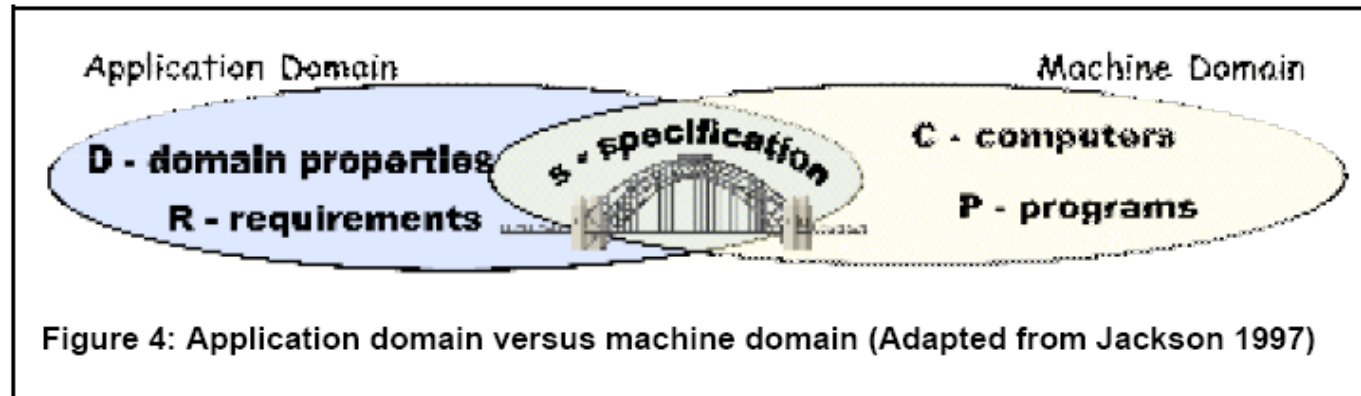 Application Domain
Machine Domain
D - domain properties
s - specification
C - computers
R - requirements
P - programs
Figure 4: Application domain versus machine domain (Adapted from Jackson 1997)